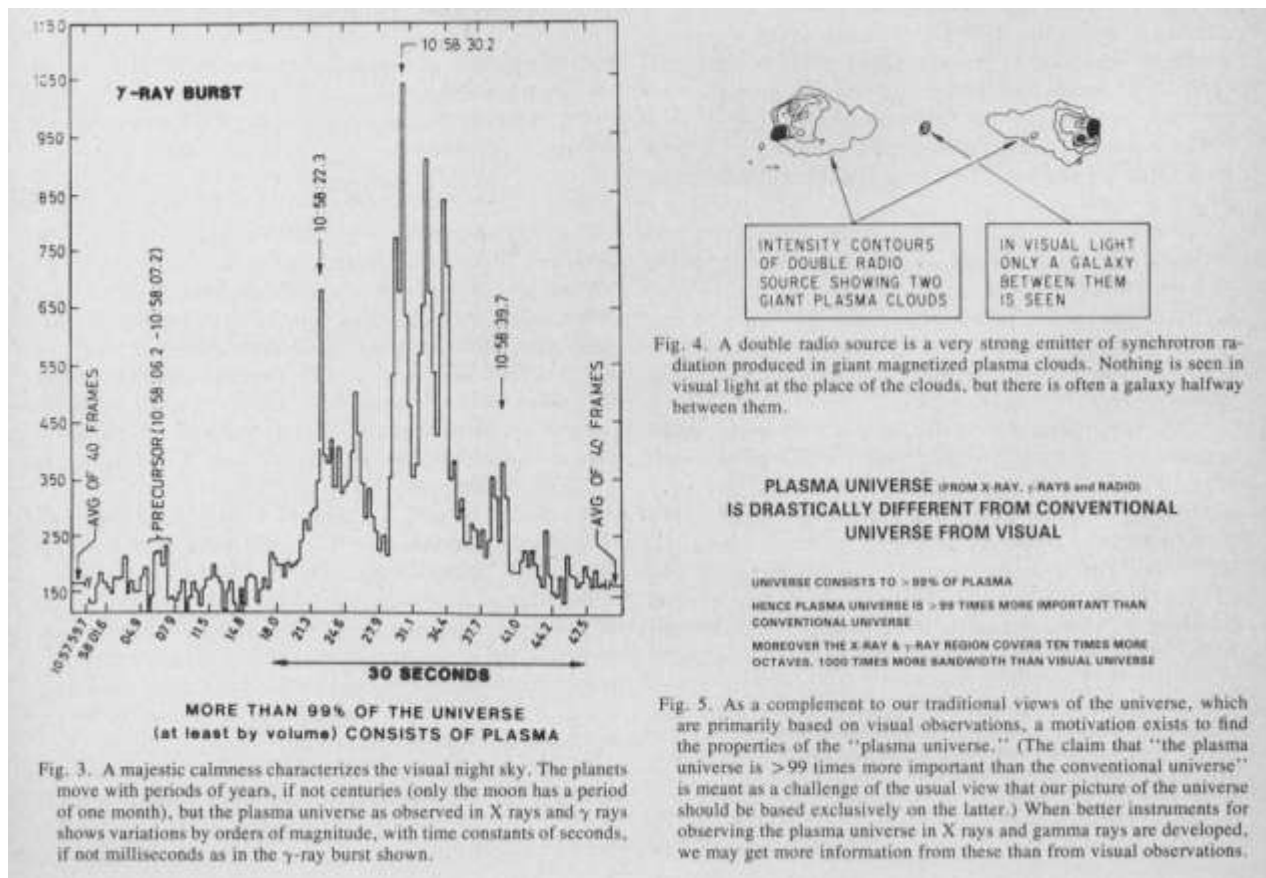 1150
1050
950
850
750
650
550
450
350
250
150
γ-RAY BURST
10:58:30.2
10:58:22.3
10:58:39.7
AVG OF 40 FRAMES
PRECURSOR (10:58:06.2 -10:58:07.2)
AVG OF 40 FRAMES
10:57:59.7
58:01.6
04.9
07.9
11.5
14.8
18.0
21.3
24.6
27.9
31.1
34.4
37.7
41.0
44.2
47.5
30 SECONDS
MORE THAN 99% OF THE UNIVERSE
(at least by volume) CONSISTS OF PLASMA
Fig. 3. A majestic calmness characterizes the visual night sky. The planets
move with periods of years, if not centuries (only the moon has a period
of one month), but the plasma universe as observed in X rays and γ rays
shows variations by orders of magnitude, with time constants of seconds,
if not milliseconds as in the γ-ray burst shown.
INTENSITY CONTOURS
OF DOUBLE RADIO
SOURCE SHOWING TWO
GIANT PLASMA CLOUDS
IN VISUAL LIGHT
ONLY A GALAXY
BETWEEN THEM
IS SEEN
Fig. 4. A double radio source is a very strong emitter of synchrotron ra-
diation produced in giant magnetized plasma clouds. Nothing is seen in
visual light at the place of the clouds, but there is often a galaxy halfway
between them.
PLASMA UNIVERSE (FROM X-RAY, γ-RAYS and RADIO)
IS DRASTICALLY DIFFERENT FROM CONVENTIONAL
UNIVERSE FROM VISUAL
UNIVERSE CONSISTS TO >99% OF PLASMA
HENCE PLASMA UNIVERSE IS >99 TIMES MORE IMPORTANT THAN
CONVENTIONAL UNIVERSE
MOREOVER THE X-RAY & γ-RAY REGION COVERS TEN TIMES MORE
OCTAVES, 1000 TIMES MORE BANDWIDTH THAN VISUAL UNIVERSE
Fig. 5. As a complement to our traditional views of the universe, which
are primarily based on visual observations, a motivation exists to find
the properties of the "plasma universe." (The claim that "the plasma
universe is >99 times more important than the conventional universe"
is meant as a challenge of the usual view that our picture of the universe
should be based exclusively on the latter.) When better instruments for
observing the plasma universe in X rays and gamma rays are developed,
we may get more information from these than from visual observations.